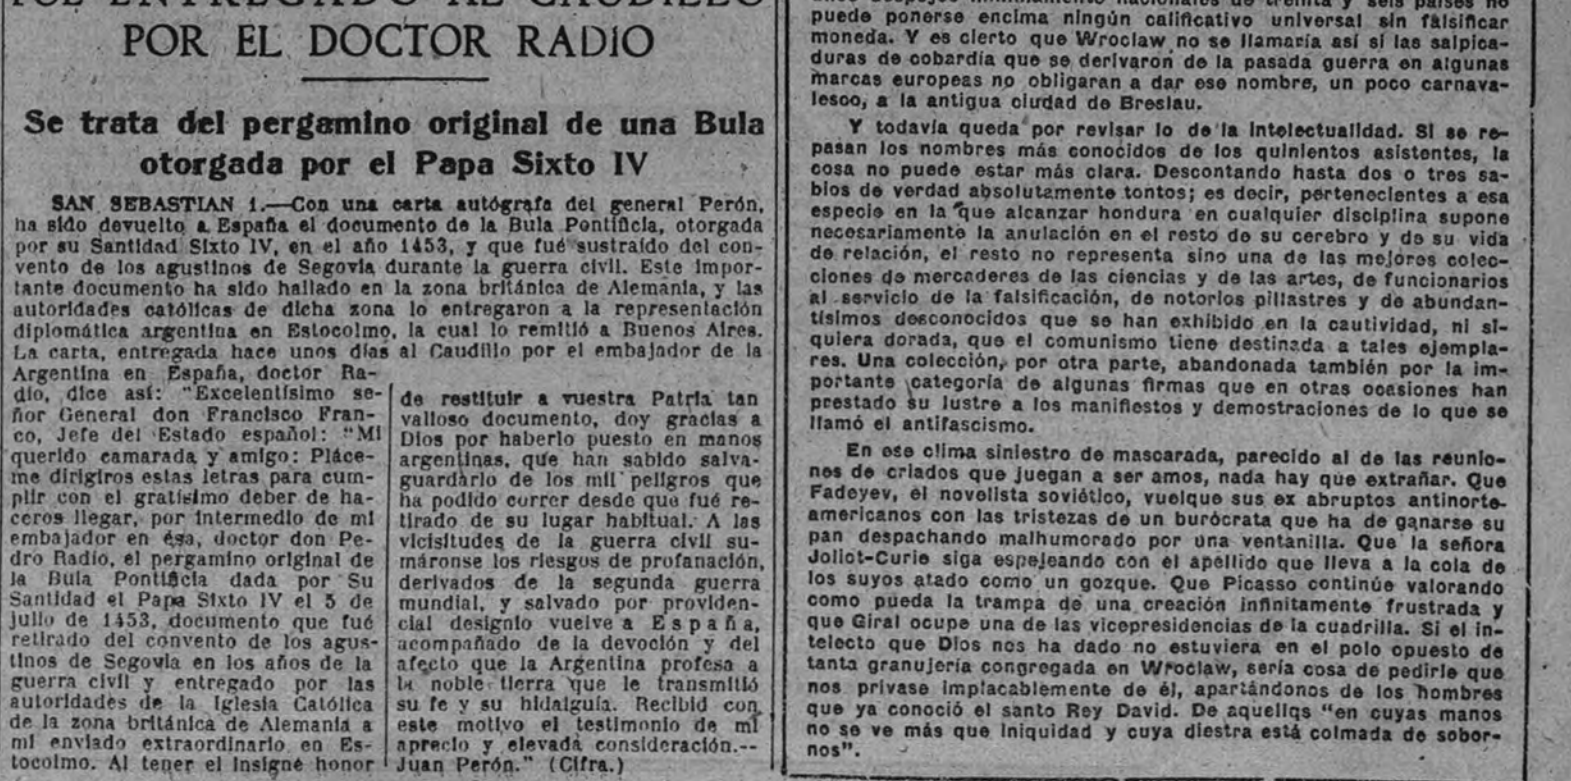 FUE ENTREGADO AL CAUDILLO
POR EL DOCTOR RADIO
Se trata del pergamino original de una Bula
otorgada por el Papa Sixto IV
SAN SEBASTIAN 1.—Con una carta autógrafa del general Perón,
ha sido devuelto a España el documento de la Bula Pontificia, otorgada
por su Santidad Sixto IV, en el año 1453, y que fué sustraído del con-
vento de los agustinos de Segovia durante la guerra civil. Este impor-
tante documento ha sido hallado en la zona británica de Alemania, y las
autoridades católicas de dicha zona lo entregaron a la representación
diplomática argentina en Estocolmo, la cual lo remitió a Buenos Aires.
La carta, entregada hace unos días al Caudillo por el embajador de la
Argentina en España, doctor Ra-
dio, dice así: "Excelentísimo se-
ñor General don Francisco Fran-
co, Jefe del Estado español: "Mi
querido camarada y amigo: Pláce-
me dirigiros estas letras para cum-
plir con el gratísimo deber de ha-
ceros llegar, por intermedio de mi
embajador en ésa, doctor don Pe-
dro Radío, el pergamino original de
la Bula Pontificia dada por Su
Santidad el Papa Sixto IV el 5 de
julio de 1453, documento que fué
retirado del convento de los agus-
tinos de Segovia en los años de la
guerra civil y entregado por las
autoridades de la Iglesia Católica
de la zona británica de Alemania a
mi enviado extraordinario en Es-
tocolmo. Al tener el insigne honor
de restituir a vuestra Patria tan
valioso documento, doy gracias a
Dios por haberlo puesto en manos
argentinas, que han sabido salva-
guardarlo de los mil peligros que
ha podido correr desde que fué re-
tirado de su lugar habitual. A las
vicisitudes de la guerra civil su-
máronse los riesgos de profanación,
derivados de la segunda guerra
mundial, y salvado por providen-
cial designio vuelve a España,
acompañado de la devoción y del
afecto que la Argentina profesa a
la noble tierra que le transmitió
su fe y su hidalguía. Recibid con
este motivo el testimonio de mi
aprecio y elevada consideración.--
Juan Perón." (Cifra.)
de treinta y seis países no
puede ponerse encima ningún calificativo universal sin falsificar
moneda. Y es cierto que Wroclaw no se llamaría así si las salpica-
duras de cobardía que se derivaron de la pasada guerra en algunas
marcas europeas no obligaran a dar ese nombre, un poco carnava-
lesco, a la antigua ciudad de Breslau.
Y todavía queda por revisar lo de la intelectualidad. Si se re-
pasan los nombres más conocidos de los quinientos asistentes, la
cosa no puede estar más clara. Descontando hasta dos o tres sa-
bios de verdad absolutamente tontos; es decir, pertenecientes a esa
especie en la que alcanzar hondura en cualquier disciplina supone
necesariamente la anulación en el resto de su cerebro y de su vida
de relación, el resto no representa sino una de las mejores colec-
ciones de mercaderes de las ciencias y de las artes, de funcionarios
al servicio de la falsificación, de notorios pillastres y de abundan-
tísimos desconocidos que se han exhibido en la cautividad, ni si-
quiera dorada, que el comunismo tiene destinada a tales ejempla-
res. Una colección, por otra parte, abandonada también por la im-
portante categoría de algunas firmas que en otras ocasiones han
prestado su lustre a los manifiestos y demostraciones de lo que se
llamó el antifascismo.
En ese clima siniestro de mascarada, parecido al de las reunio-
nes de criados que juegan a ser amos, nada hay que extrañar. Que
Fadeyev, el novelista soviético, vuelque sus ex abruptos antinorte-
americanos con las tristezas de un burócrata que ha de ganarse su
pan despachando malhumorado por una ventanilla. Que la señora
Joliot-Curie siga espejeando con el apellido que lleva a la cola de
los suyos atado como un gozque. Que Picasso continúe valorando
como pueda la trampa de una creación infinitamente frustrada y
que Giral ocupe una de las vicepresidencias de la cuadrilla. Si el in-
telecto que Dios nos ha dado no estuviera en el polo opuesto de
tanta granujería congregada en Wroclaw, sería cosa de pedirle que
nos privase implacablemente de él, apartándonos de los hombres
que ya conoció el santo Rey David. De aquellos "en cuyas manos
no se ve más que iniquidad y cuya diestra está colmada de sobor-
nos".